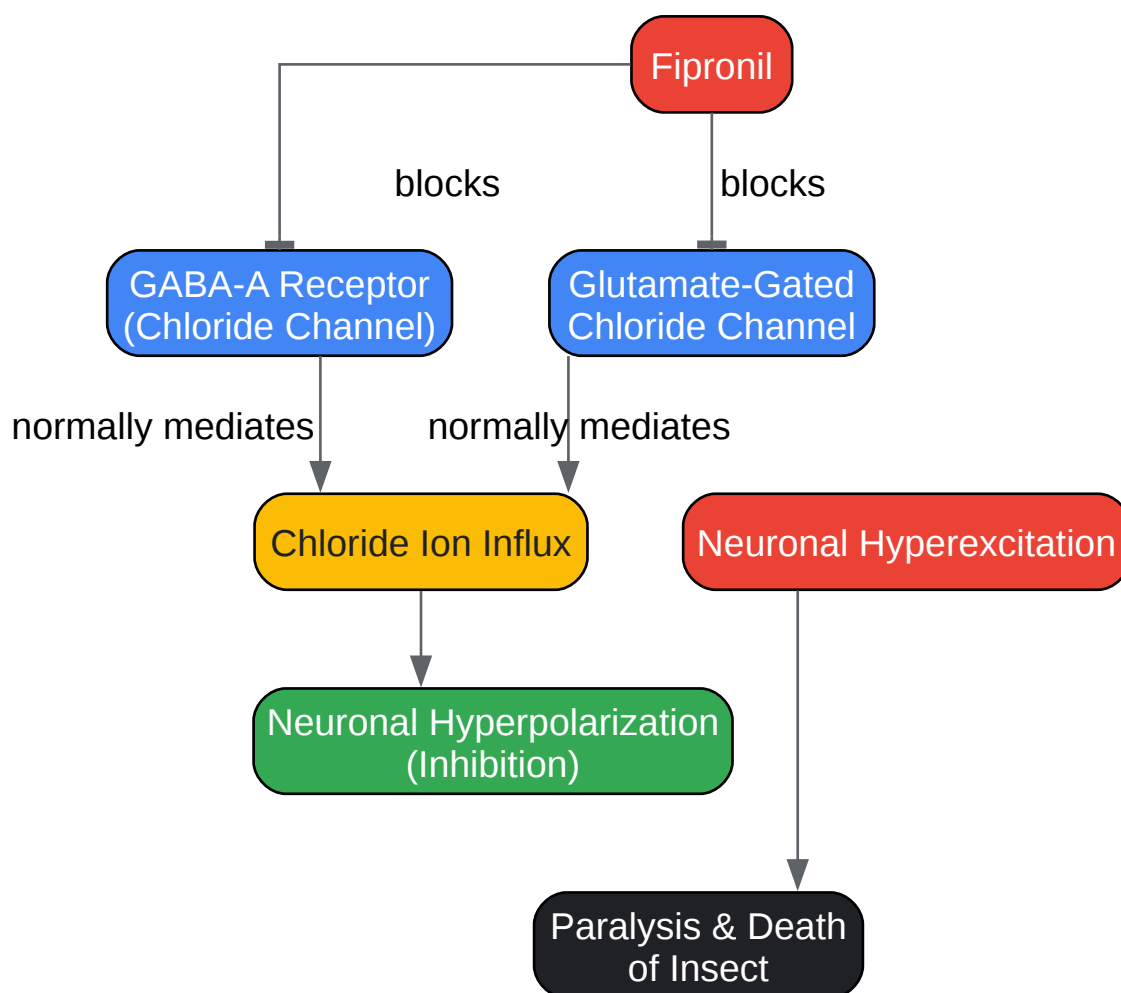 Fipronil
blocks
blocks
GABA-A Receptor
(Chloride Channel)
Glutamate-Gated
Chloride Channel
normally mediates
normally mediates
Chloride Ion Influx
Neuronal Hyperexcitation
Neuronal Hyperpolarization
(Inhibition)
Paralysis & Death
of Insect